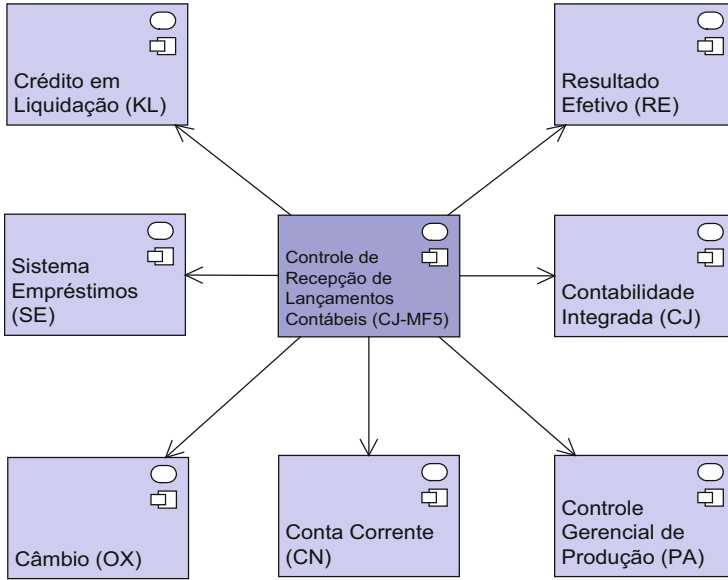 Crédito em
Liquidação (KL)
Resultado
Efetivo (RE)
Sistema
Empréstimos
(SE)
Controle de
Recepção de
Lançamentos
Contábeis (CJ-MF5)
Contabilidade
Integrada (CJ)
Câmbio (OX)
Conta Corrente
(CN)
Controle
Gerencial de
Produção (PA)